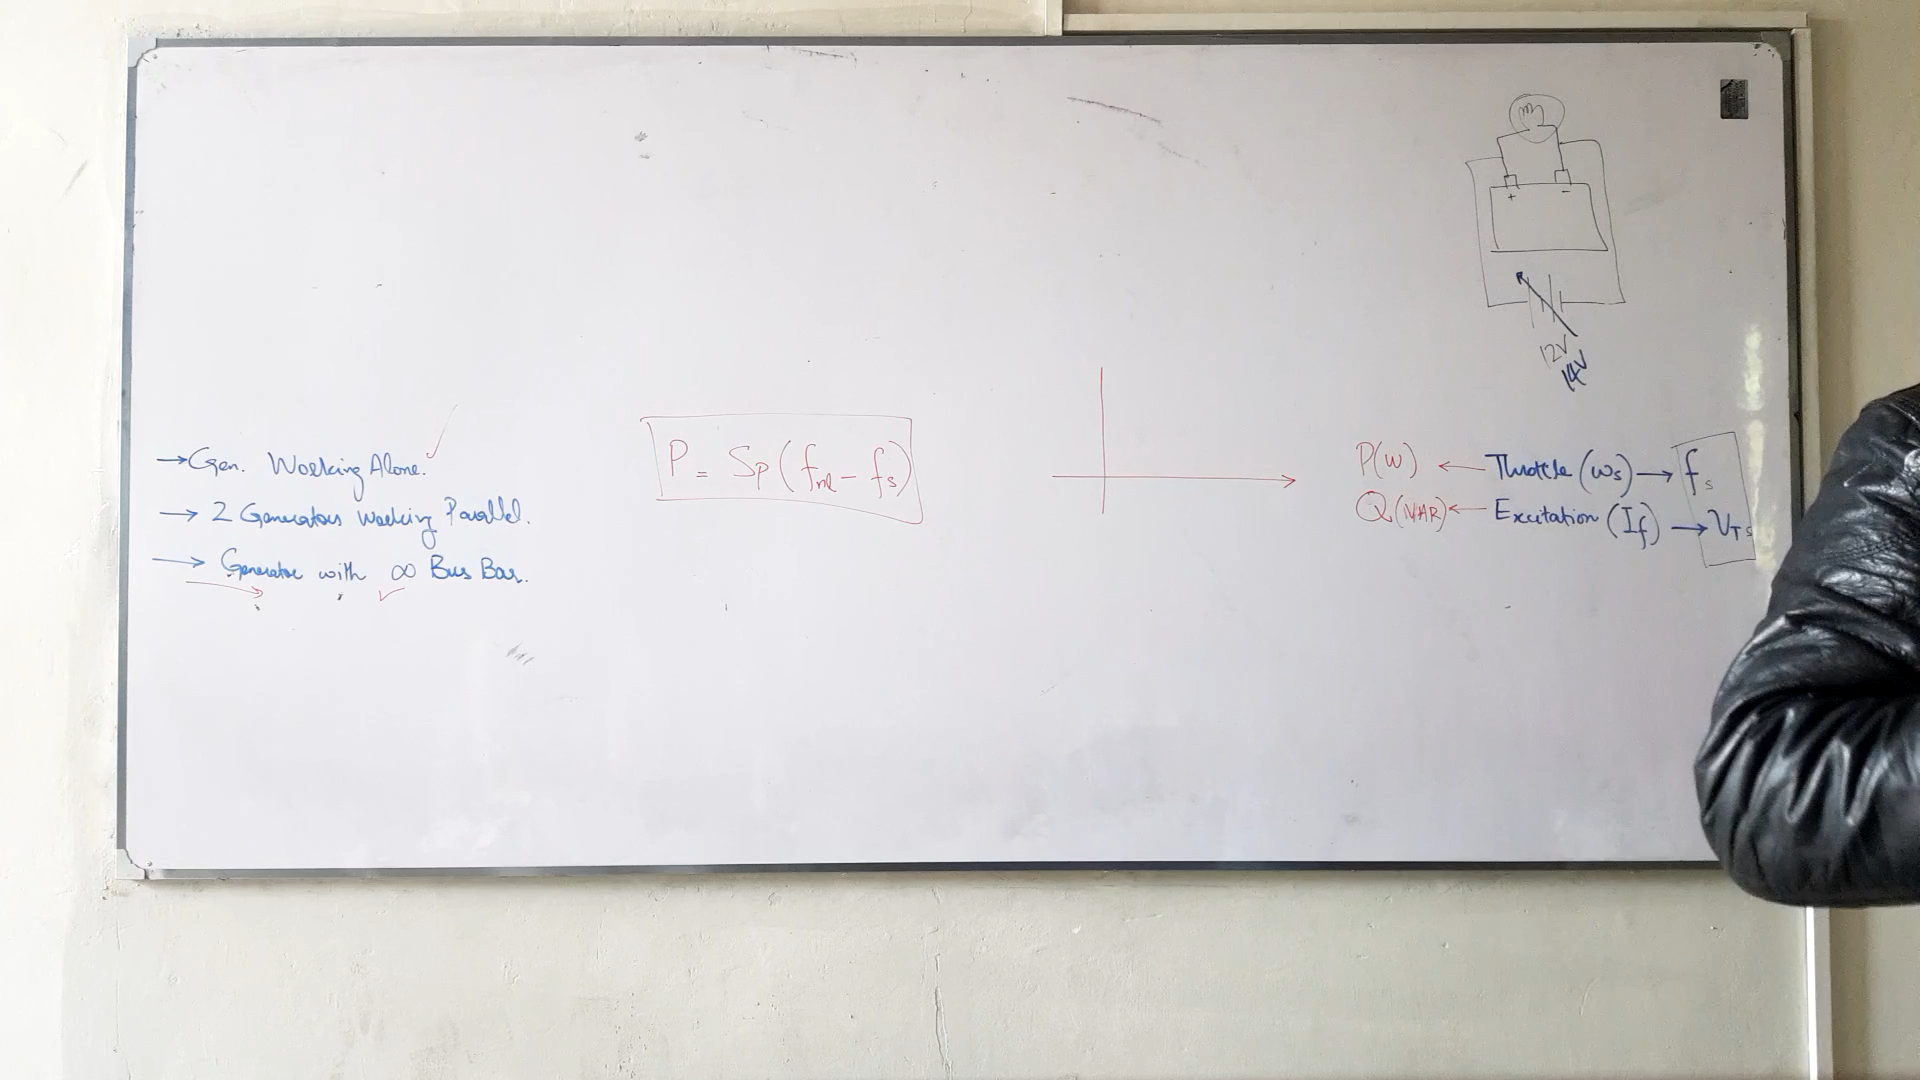 + -
12V
14V
→ Gen. Working Alone. ✓
→ 2 Generators Working Parallel.
→ Generator with ∞ Bus Bar. ✓
P = Sp (fnl - fs)
P(W) ← Throttle (ωs) → fs
Q(VAR) ← Excitation (If) → VTs